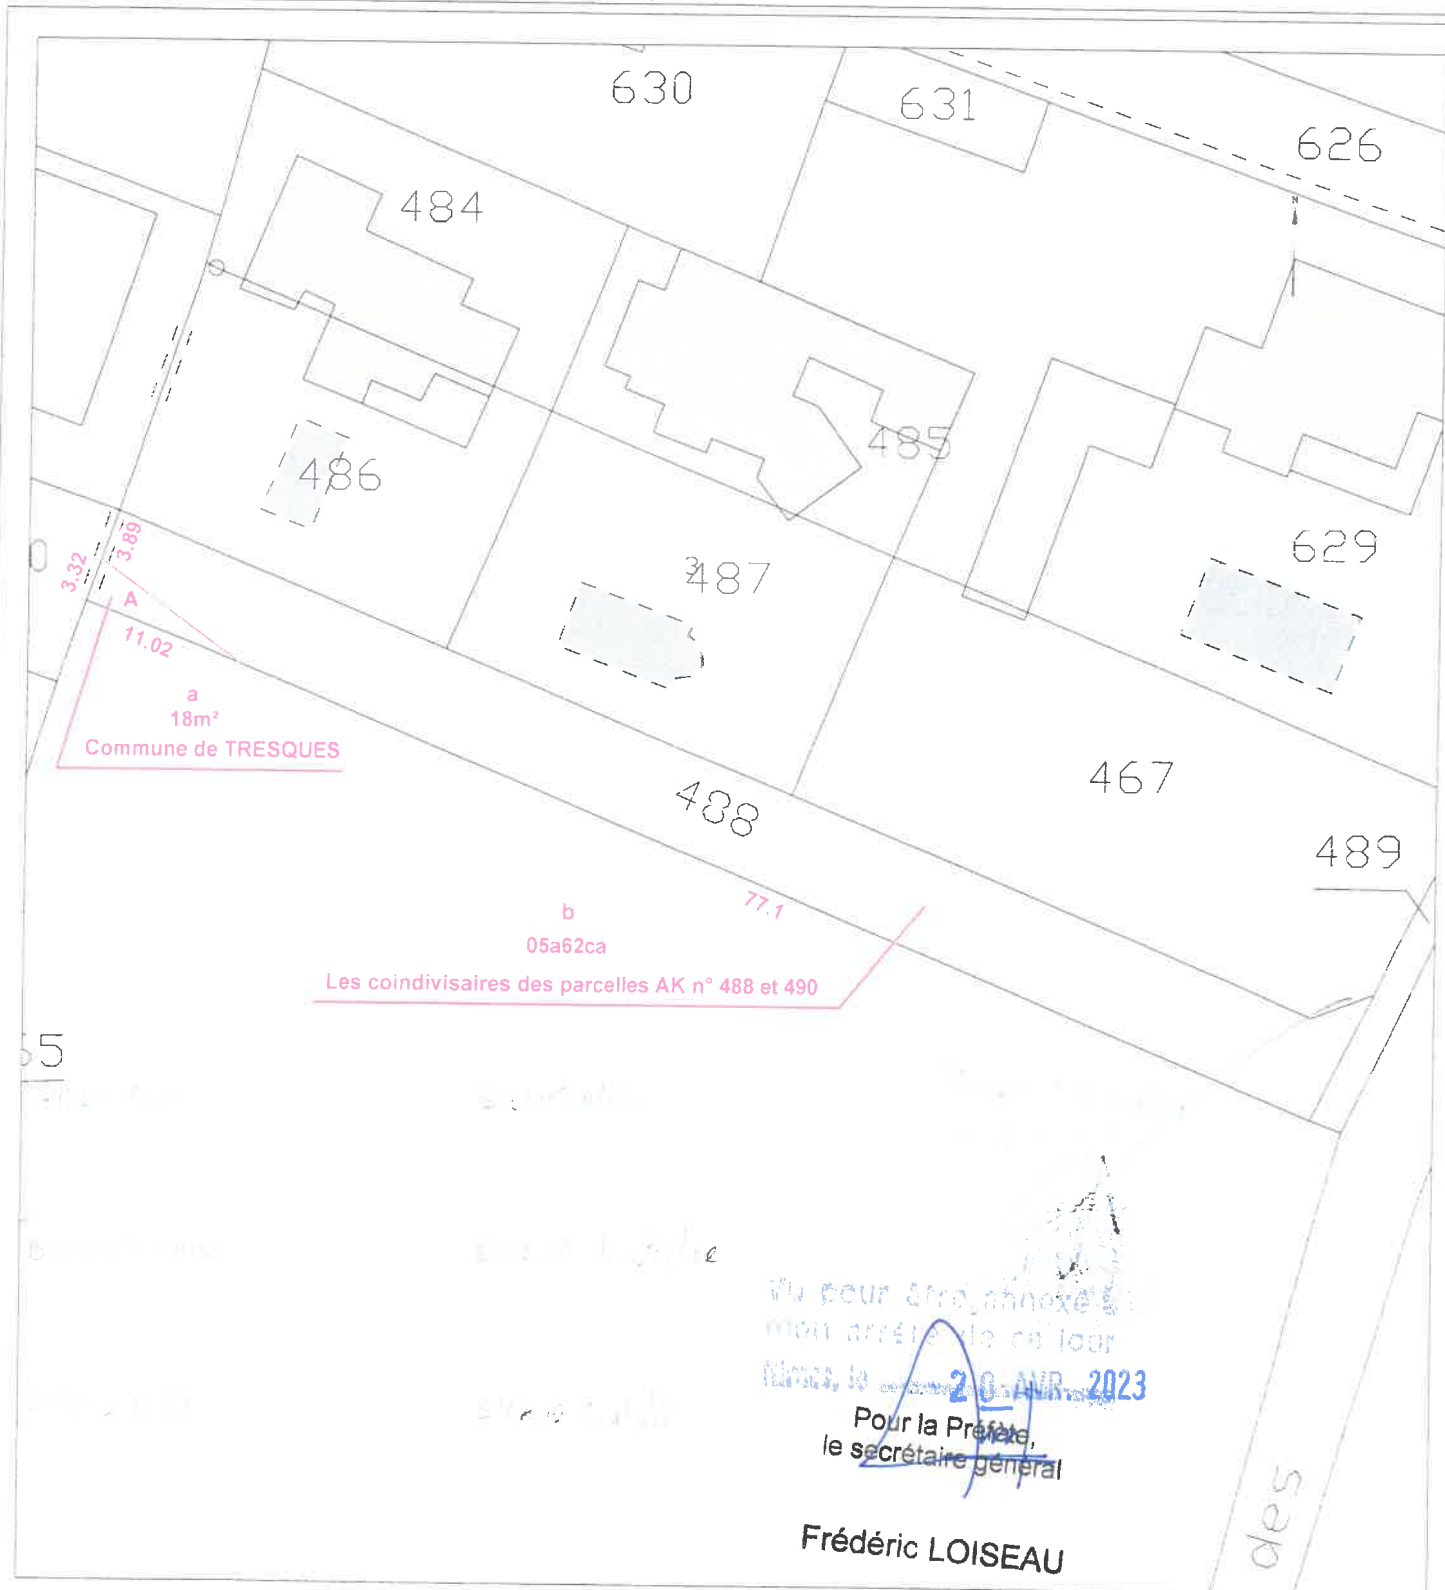 630
631
626
N
484
485
486
3.89
3.32
A
11.02
487
629
a
18m²
Commune de TRESQUES
467
488
489
77.1
b
05a62ca
Les coindivisaires des parcelles AK n° 488 et 490
5
Vu pour être annexé à
mon arrêté de ce jour
Nîmes, le 20 AVR. 2023
Pour la Préfète,
le secrétaire général
Frédéric LOISEAU
des